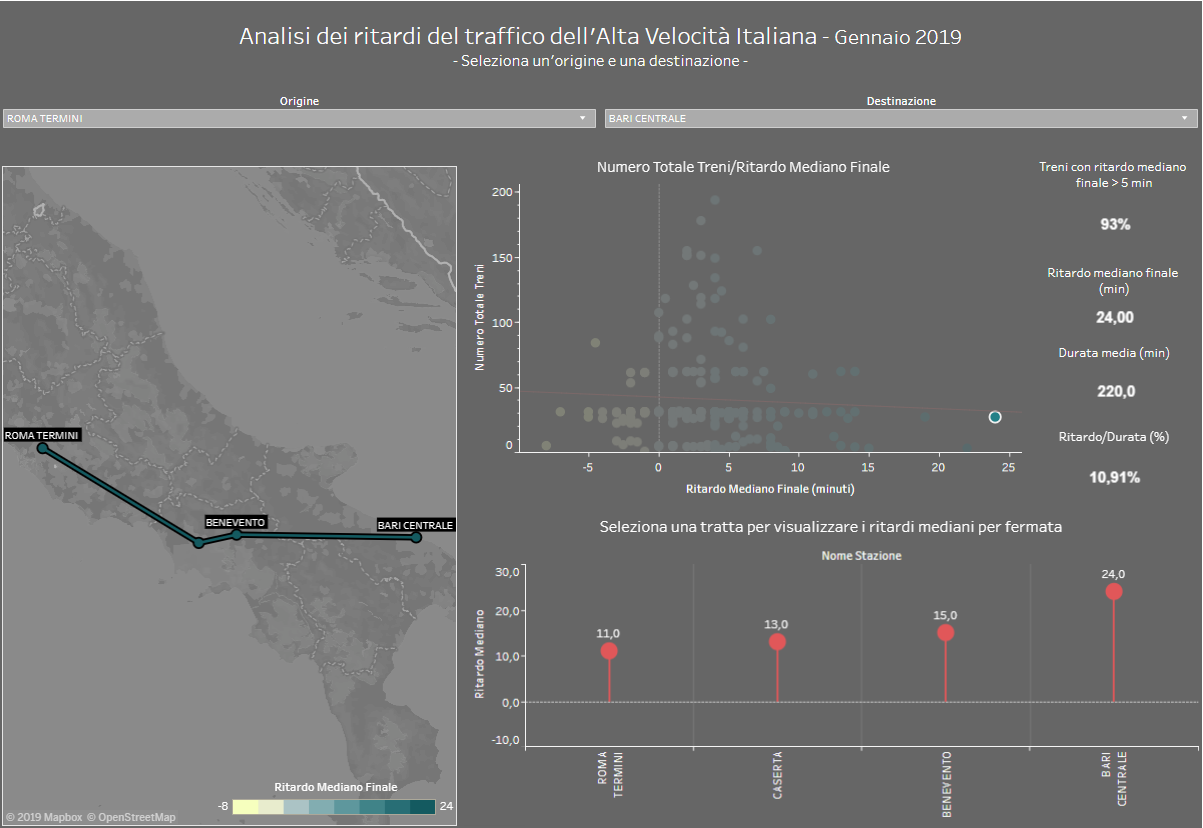 Analisi dei ritardi del traffico dell'Alta Velocità Italiana - Gennaio 2019
- Seleziona un'origine e una destinazione -
Origine
ROMA TERMINI
Destinazione
BARI CENTRALE
ROMA TERMINI
BENEVENTO
BARI CENTRALE
Ritardo Mediano Finale
-8
24
© 2019 Mapbox © OpenStreetMap
Numero Totale Treni/Ritardo Mediano Finale
Numero Totale Treni
200
150
100
50
0
-5
0
5
10
15
20
25
Ritardo Mediano Finale (minuti)
Treni con ritardo mediano
finale > 5 min
93%
Ritardo mediano finale
(min)
24,00
Durata media (min)
220,0
Ritardo/Durata (%)
10,91%
Seleziona una tratta per visualizzare i ritardi mediani per fermata
Nome Stazione
Ritardo Mediano
30,0
20,0
10,0
0,0
-10,0
11,0
13,0
15,0
24,0
ROMA
TERMINI
CASERTA
BENEVENTO
BARI
CENTRALE